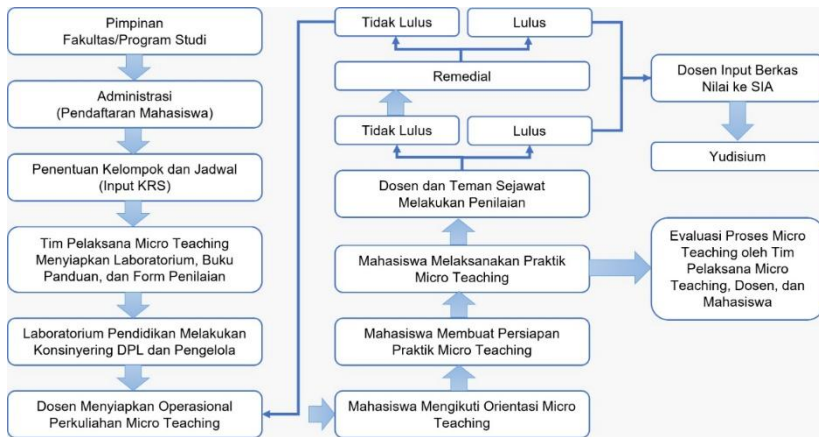 Pimpinan
Fakultas/Program Studi
Administrasi
(Pendaftaran Mahasiswa)
Penentuan Kelompok dan Jadwal
(Input KRS)
Tim Pelaksana Micro Teaching
Menyiapkan Laboratorium, Buku
Panduan, dan Form Penilaian
Laboratorium Pendidikan Melakukan
Konsinyering DPL dan Pengelola
Dosen Menyiapkan Operasional
Perkuliahan Micro Teaching
Mahasiswa Mengikuti Orientasi Micro
Teaching
Mahasiswa Membuat Persiapan
Praktik Micro Teaching
Mahasiswa Melaksanakan Praktik
Micro Teaching
Dosen dan Teman Sejawat
Melakukan Penilaian
Tidak Lulus
Lulus
Remedial
Tidak Lulus
Lulus
Dosen Input Berkas
Nilai ke SIA
Yudisium
Evaluasi Proses Micro
Teaching oleh Tim
Pelaksana Micro
Teaching, Dosen, dan
Mahasiswa